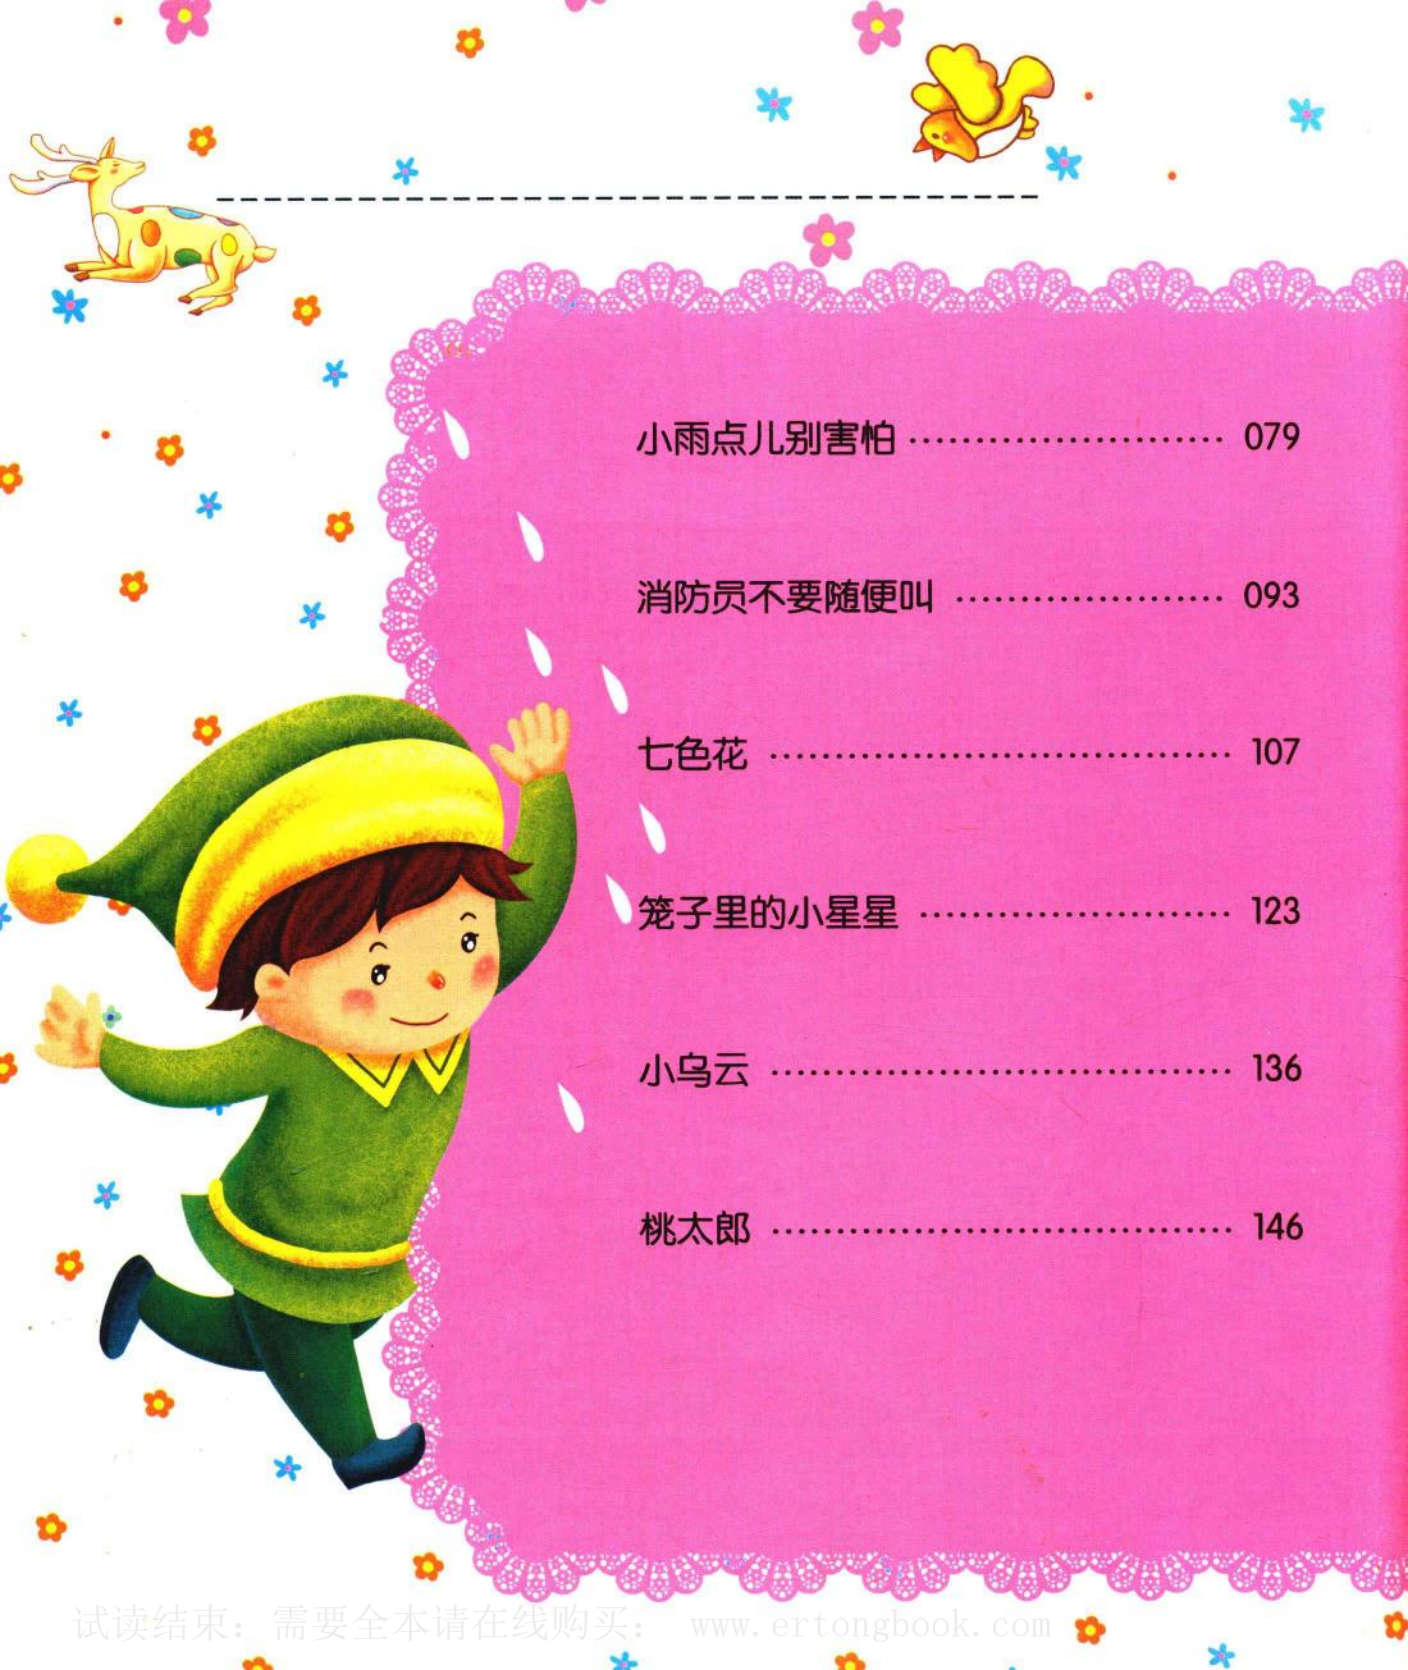 小雨点儿别害怕 ………………………… 079
消防员不要随便叫 …………………… 093
七色花 …………………………………… 107
笼子里的小星星 ………………………… 123
小乌云 …………………………………… 136
桃太郎 …………………………………… 146
试读结束：需要全本请在线购买： www.ertongbook.com